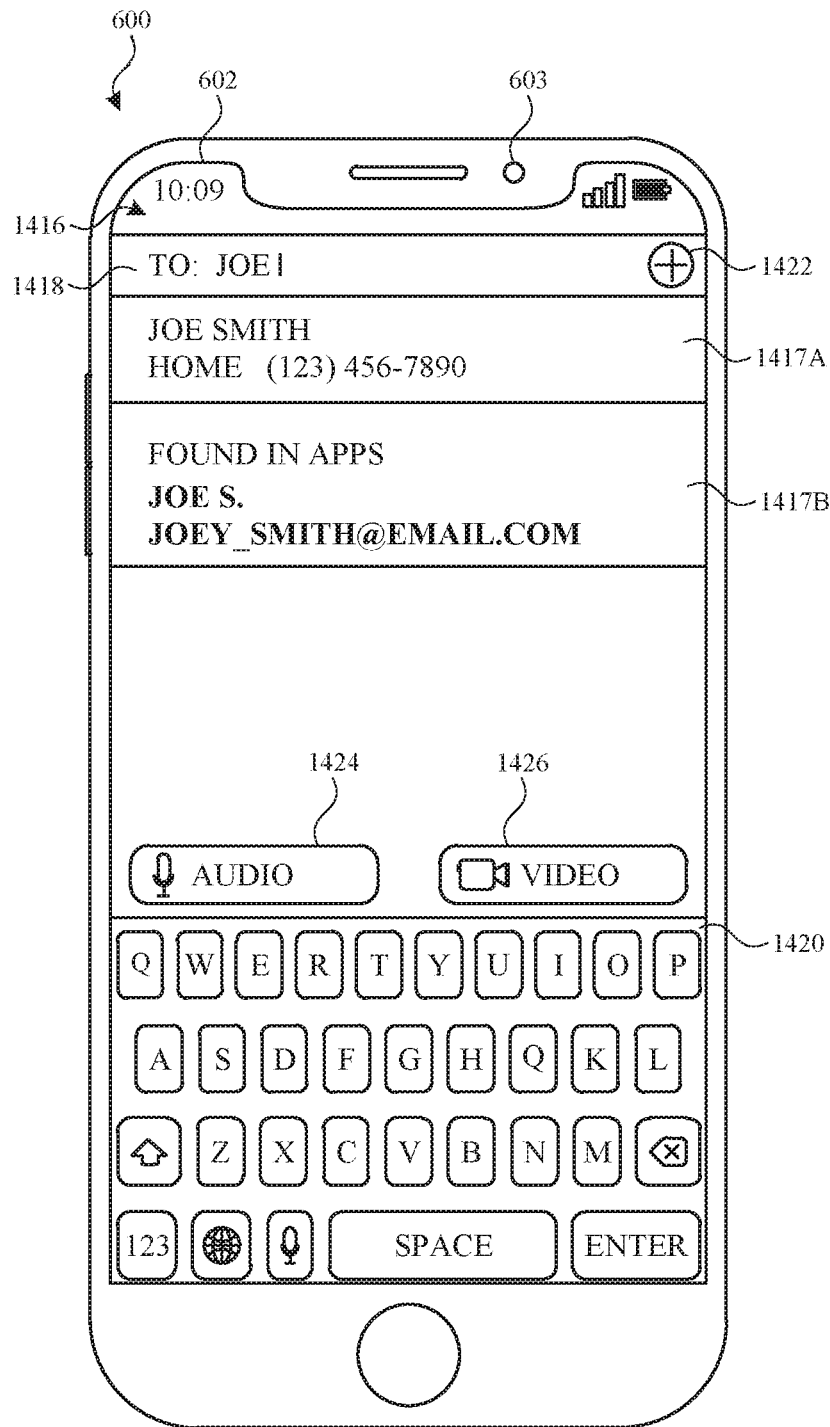 600
602
603
10:09
1416
1418
TO: JOE
1422
JOE SMITH
HOME (123) 456-7890
1417A
FOUND IN APPS
JOE S.
JOEY_SMITH@EMAIL.COM
1417B
1424
1426
AUDIO
VIDEO
1420
Q W E R T Y U I O P
A S D F G H Q K L
Z X C V B N M
123 SPACE ENTER